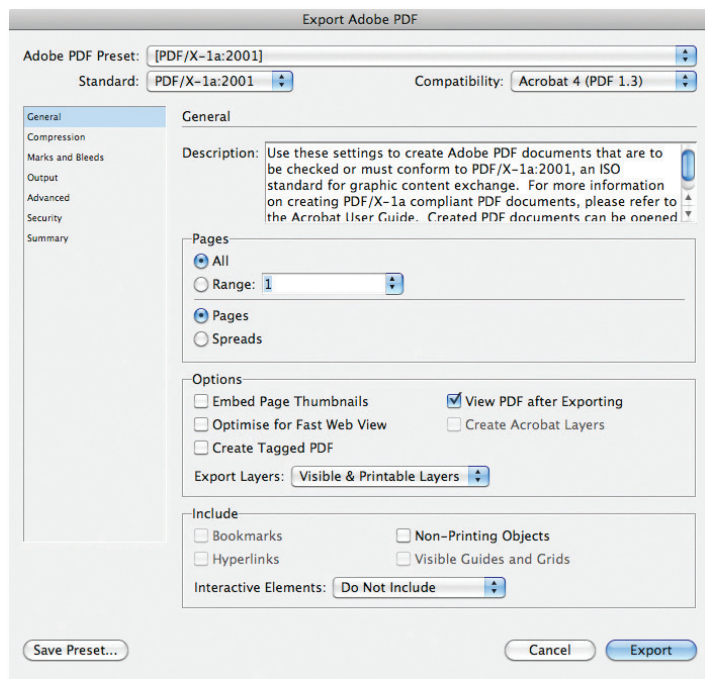 Export Adobe PDF
Adobe PDF Preset: [PDF/X-1a:2001]
Standard: PDF/X-1a:2001 Compatibility: Acrobat 4 (PDF 1.3)
General
Compression
Marks and Bleeds
Output
Advanced
Security
Summary
General
Description: Use these settings to create Adobe PDF documents that are to
be checked or must conform to PDF/X-1a:2001, an ISO
standard for graphic content exchange.  For more information
on creating PDF/X-1a compliant PDF documents, please refer to
the Acrobat User Guide.  Created PDF documents can be opened
Pages
All
Range: 1
Pages
Spreads
Options
Embed Page Thumbnails View PDF after Exporting
Optimise for Fast Web View Create Acrobat Layers
Create Tagged PDF
Export Layers: Visible & Printable Layers
Include
Bookmarks Non-Printing Objects
Hyperlinks Visible Guides and Grids
Interactive Elements: Do Not Include
Save Preset... Cancel Export